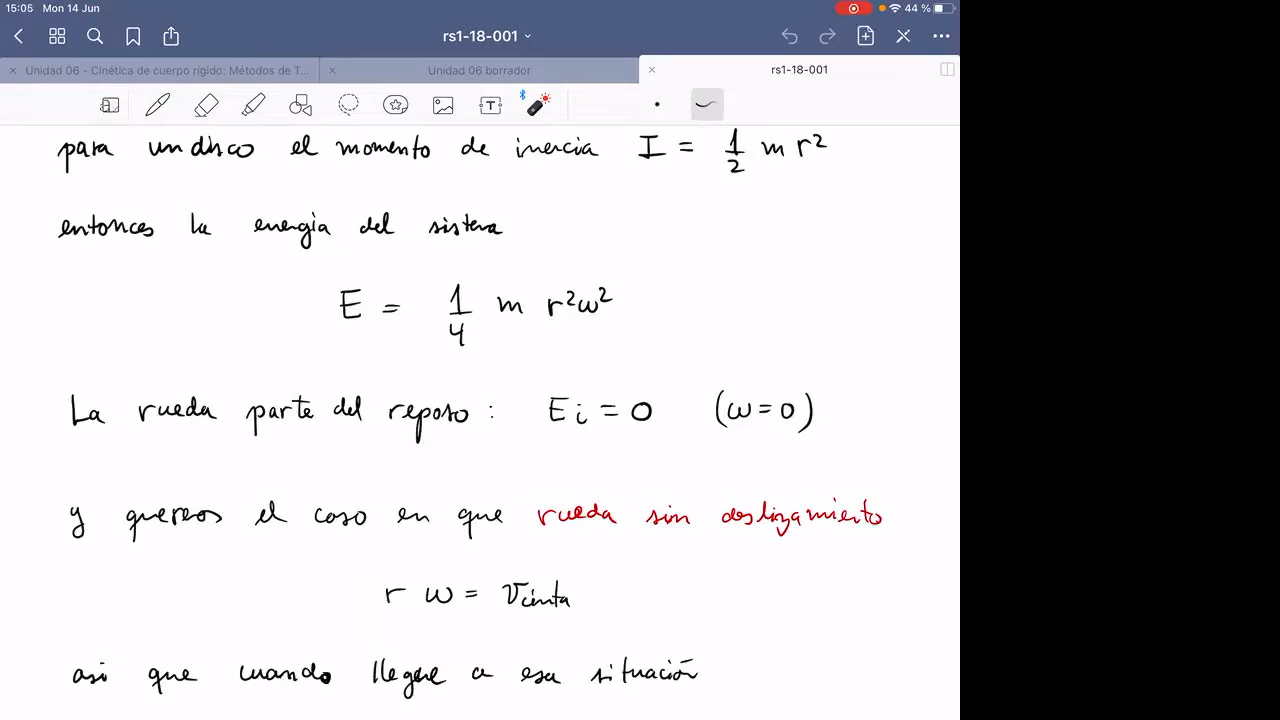 15:05 Mon 14 Jun 44 %
rs1-18-001
Unidad 06 - Cinética de cuerpo rígido: Métodos de T...
Unidad 06 borrador
rs1-18-001
para un disco el momento de inercia I = 1/2 m r²
entonces la energía del sistema
E = 1/4 m r²ω²
La rueda parte del reposo : Ei = 0 (ω = 0)
y queremos el caso en que rueda sin deslizamiento
r ω = vcinta
asi que cuando llegue a esa situación